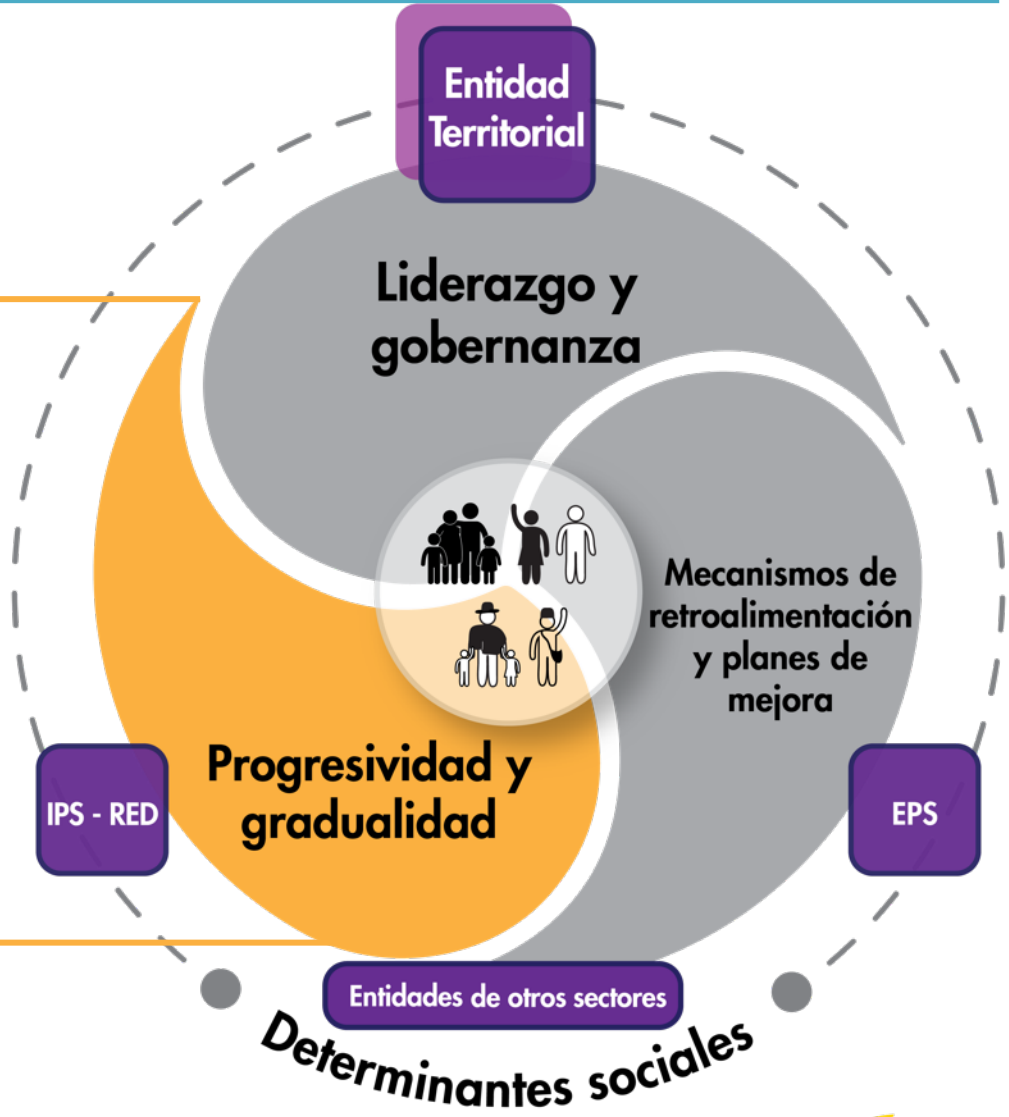 Entidad
Territorial
Liderazgo y
gobernanza
Mecanismos de
retroalimentación
y planes de
mejora
Progresividad y
gradualidad
IPS - RED
EPS
Entidades de otros sectores
Determinantes sociales